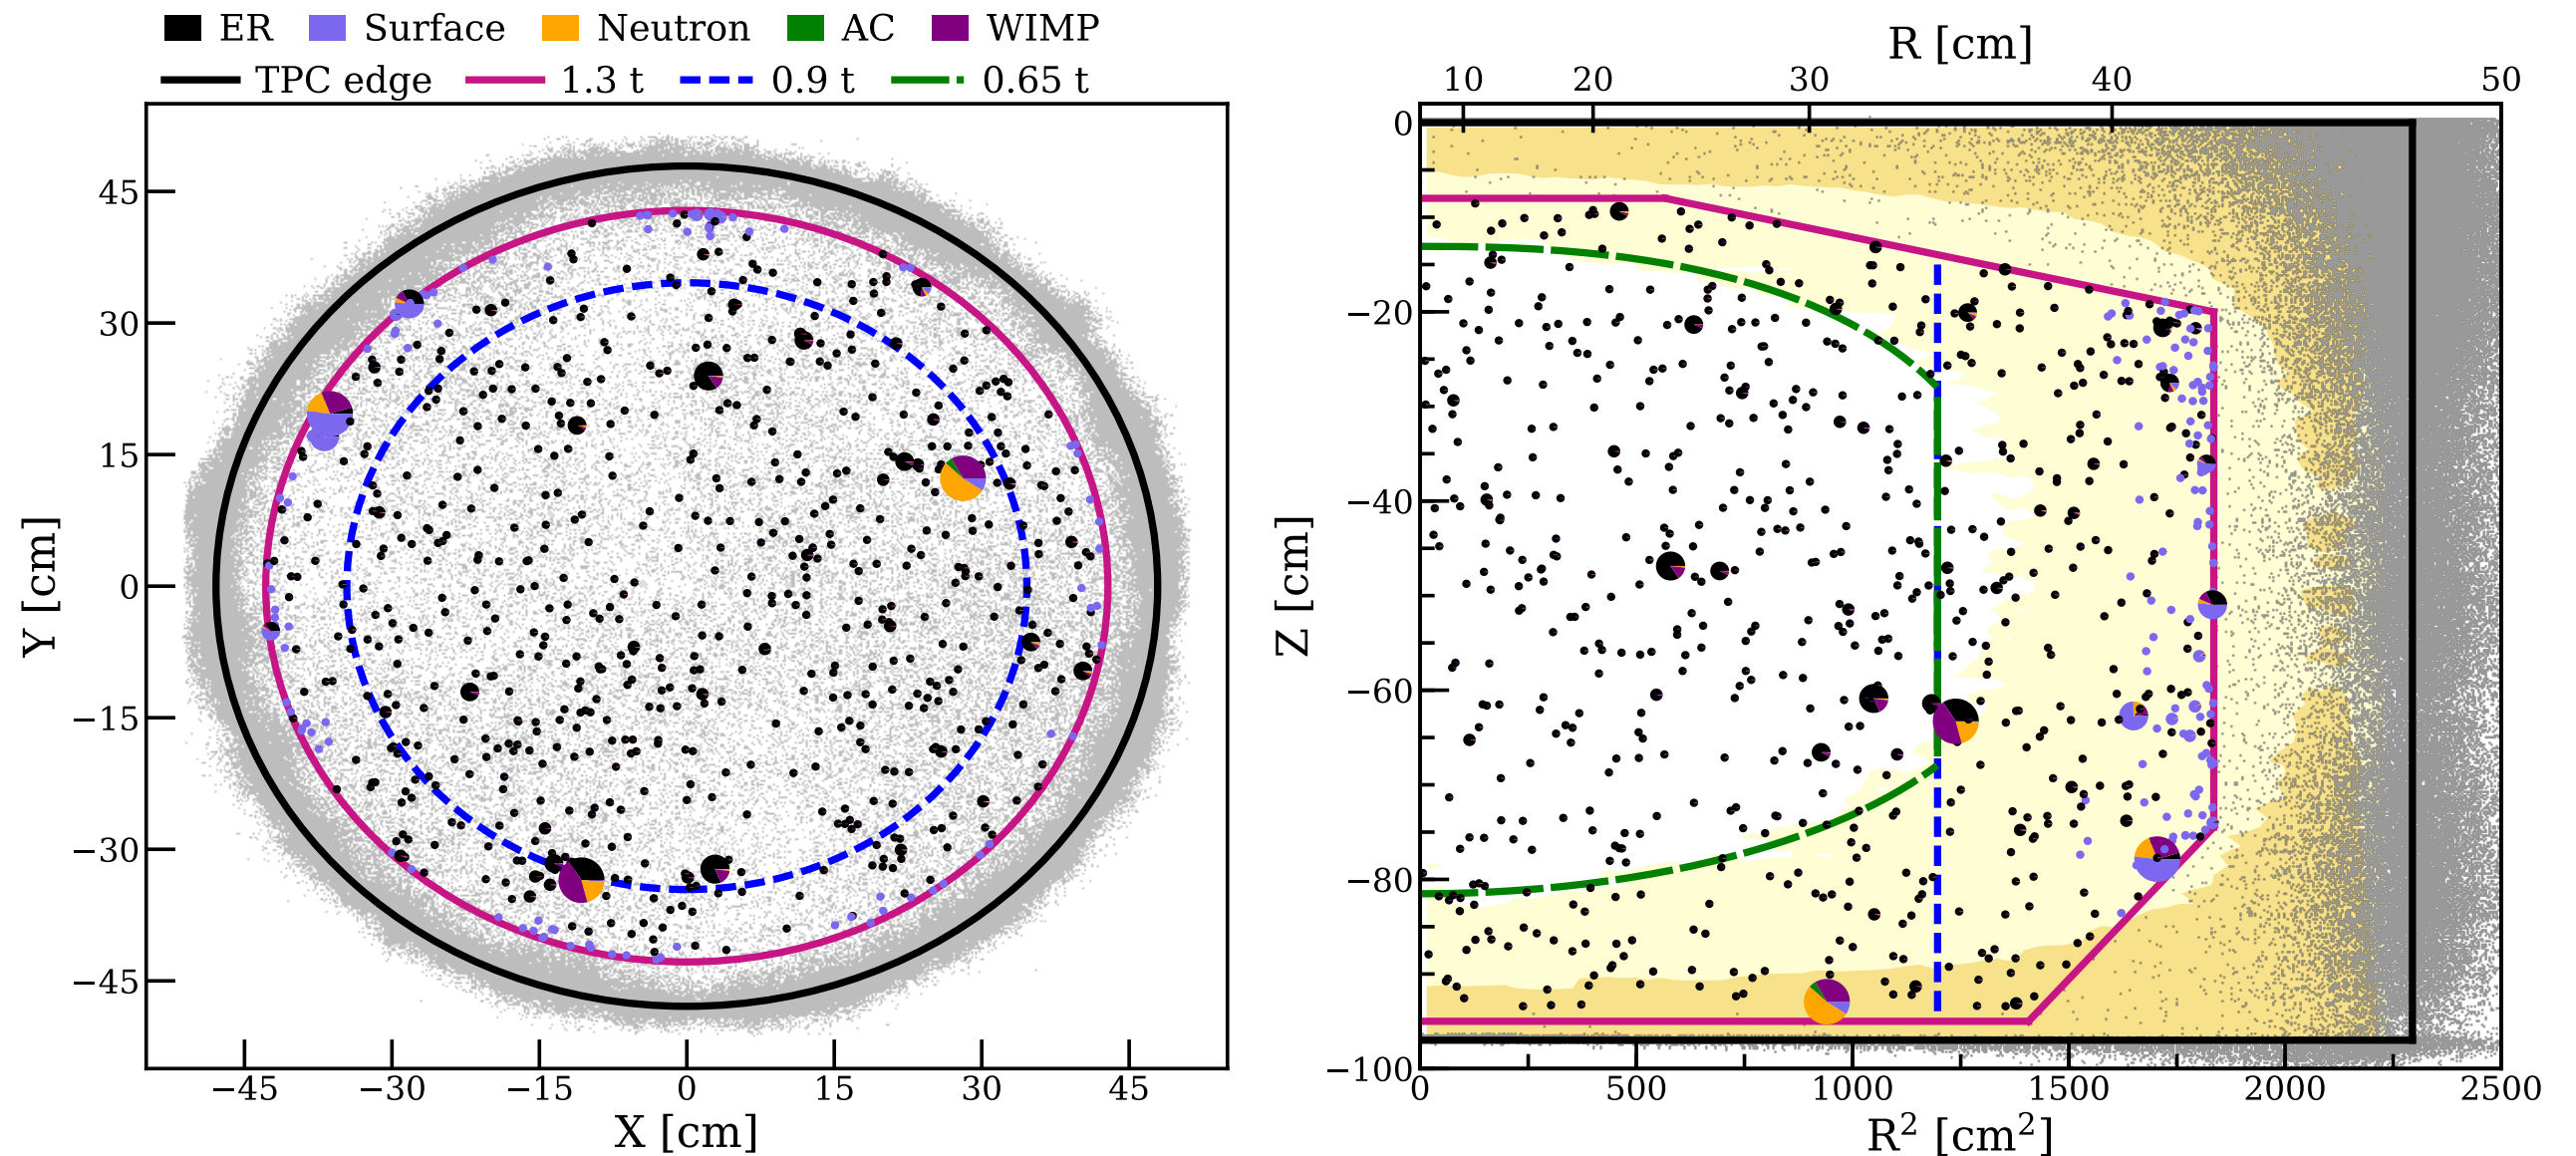 ER Surface Neutron AC WIMP
TPC edge 1.3 t 0.9 t 0.65 t
45
30
15
0
−15
−30
−45
Y [cm]
−45 −30 −15 0 15 30 45
X [cm]
R [cm]
10 20 30 40 50
0
−20
−40
−60
−80
−100
Z [cm]
0 500 1000 1500 2000 2500
R² [cm²]